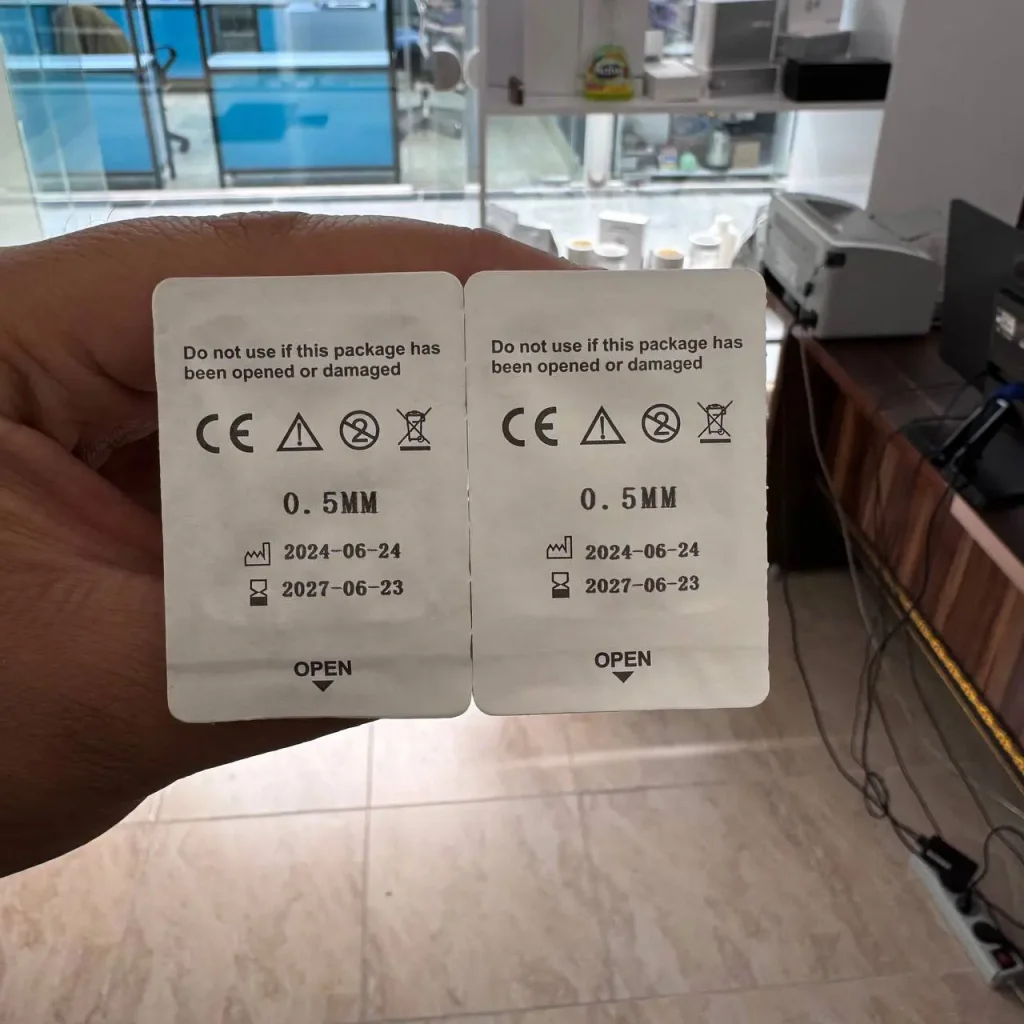 Do not use if this package has
been opened or damaged
CE
0.5MM
2024-06-24
2027-06-23
OPEN
Do not use if this package has
been opened or damaged
CE
0.5MM
2024-06-24
2027-06-23
OPEN